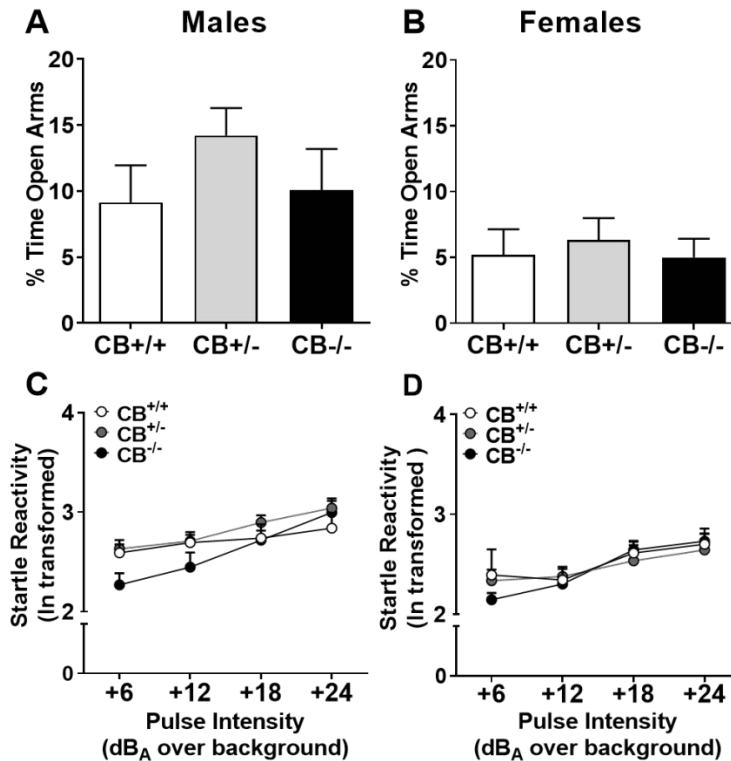 A Males
% Time Open Arms
20
15
10
5
0
CB+/+ CB+/- CB-/-
B Females
% Time Open Arms
20
15
10
5
0
CB+/+ CB+/- CB-/-
C
CB+/+
CB+/-
CB-/-
Startle Reactivity
(ln transformed)
4
3
2
0
+6 +12 +18 +24
Pulse Intensity
(dBA over background)
D
CB+/+
CB+/-
CB-/-
Startle Reactivity
(ln transformed )
4
3
2
0
+6 +12 +18 +24
Pulse Intensity
(dBA over background)